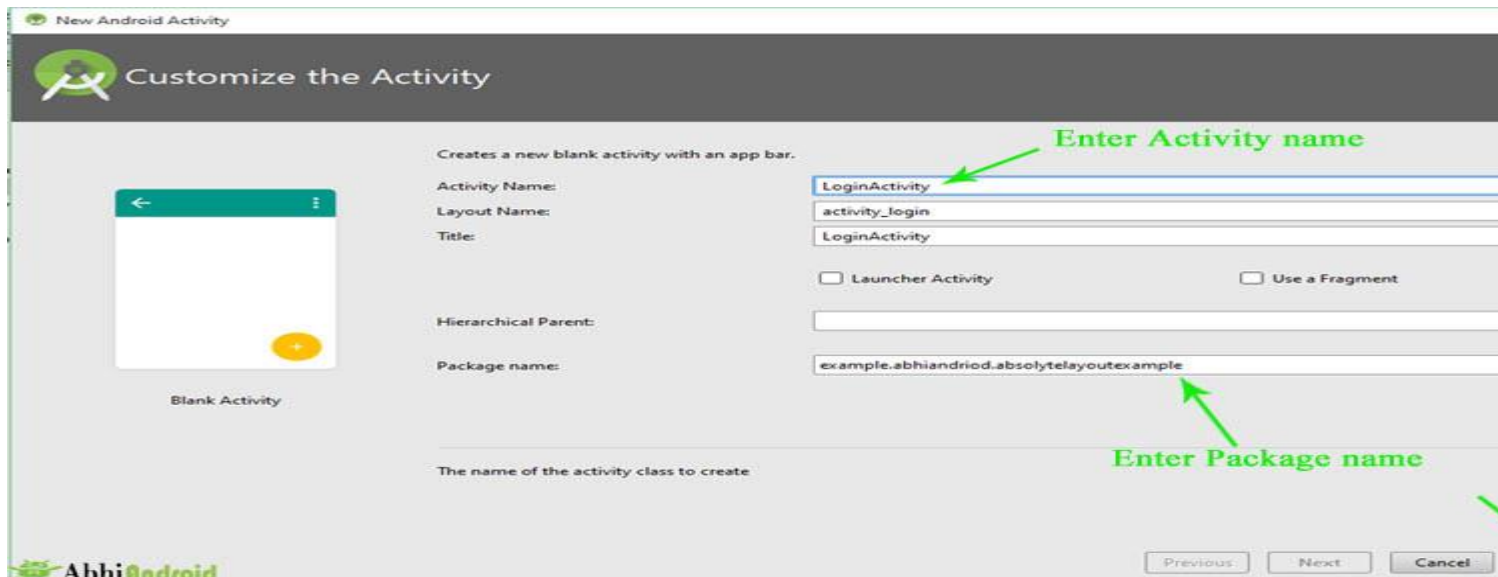 New Android Activity
Customize the Activity
Enter Activity name
Creates a new blank activity with an app bar.
Activity Name: LoginActivity
Layout Name: activity_login
Title: LoginActivity
Launcher Activity Use a Fragment
Hierarchical Parent:
Package name: example.abhiandriod.absolytelayoutexample
Blank Activity
Enter Package name
The name of the activity class to create
Previous Next Cancel
AbhiAndroid